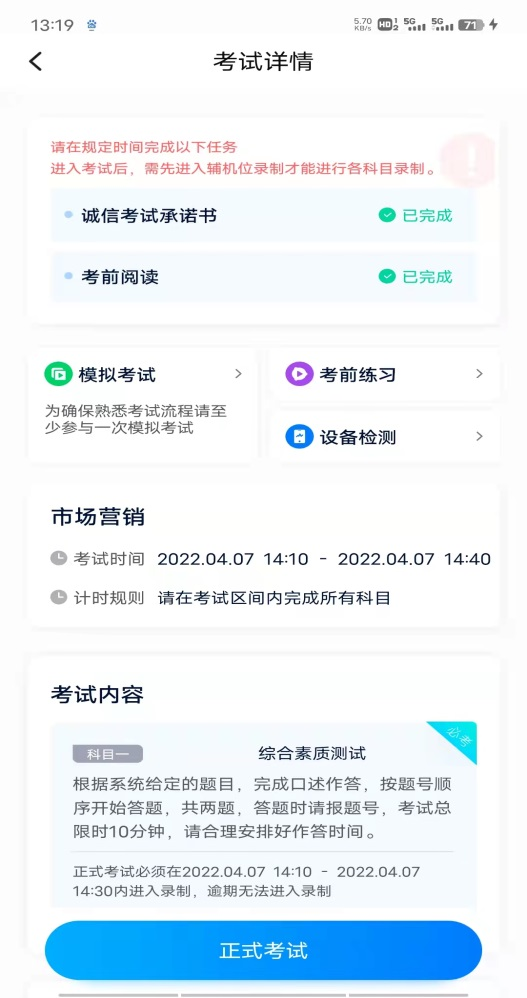 13:19
5.70 KB/s HD 1 2 5G 5G 71
考试详情
请在规定时间完成以下任务
进入考试后，需先进入辅机位录制才能进行各科目录制。
诚信考试承诺书 已完成
考前阅读 已完成
模拟考试
为确保熟悉考试流程请至
少参与一次模拟考试
考前练习
设备检测
市场营销
考试时间 2022.04.07 14:10 - 2022.04.07 14:40
计时规则 请在考试区间内完成所有科目
考试内容
必考
科目一 综合素质测试
根据系统给定的题目，完成口述作答，按题号顺
序开始答题，共两题，答题时请报题号，考试总
限时10分钟，请合理安排好作答时间。
正式考试必须在2022.04.07 14:10 - 2022.04.07
14:30内进入录制，逾期无法进入录制
正式考试